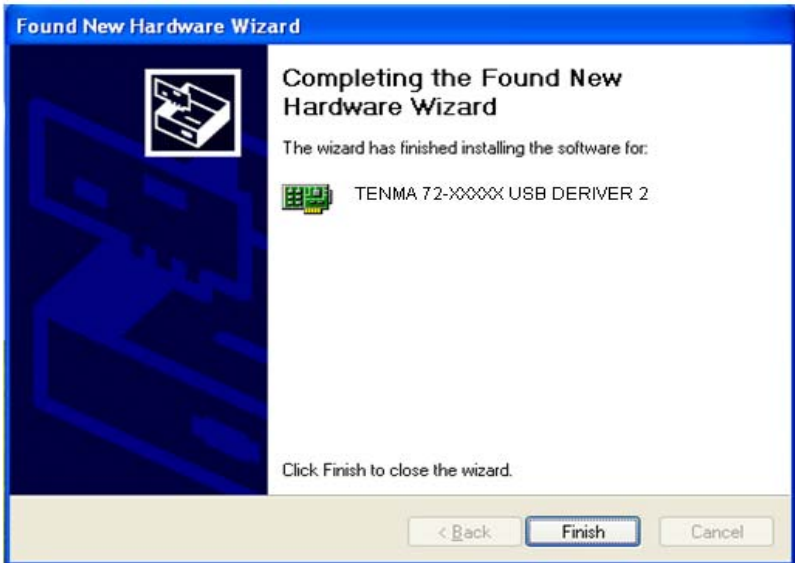 Found New Hardware Wizard
Completing the Found New
Hardware Wizard
The wizard has finished installing the software for:
TENMA 72-XXXXX USB DERIVER 2
Click Finish to close the wizard.
< Back
Finish
Cancel